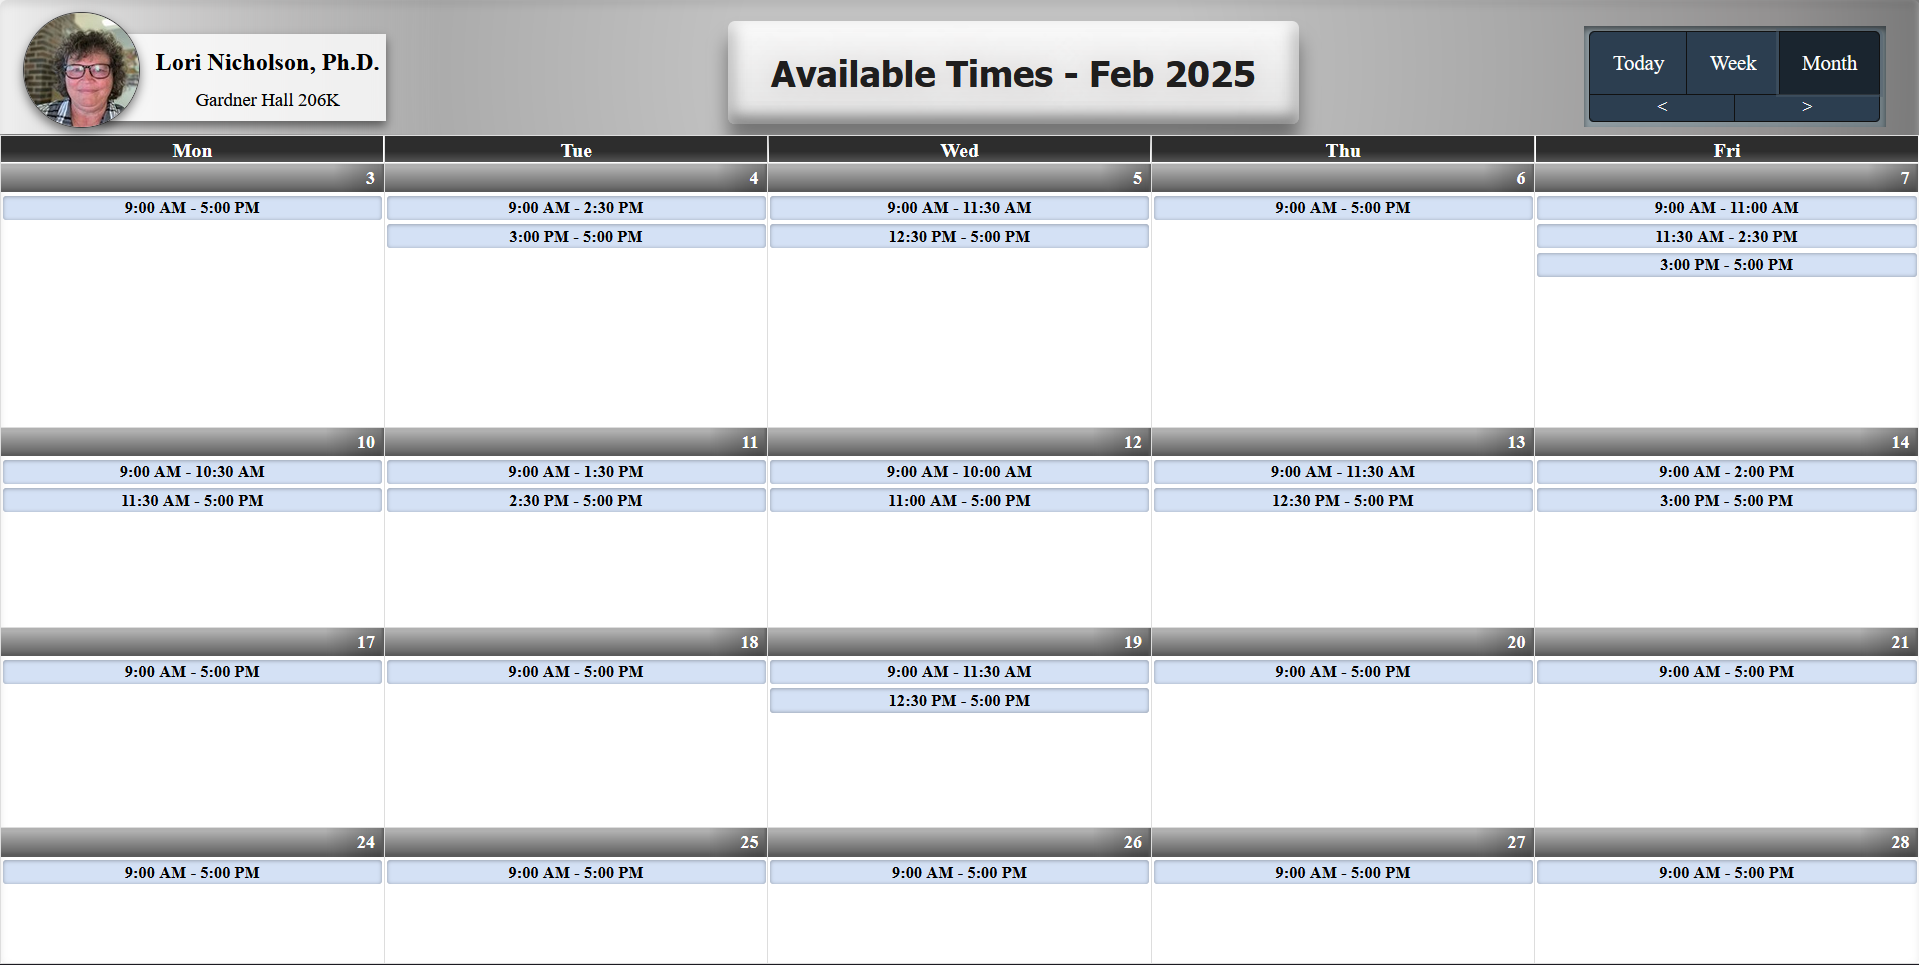 Lori Nicholson, Ph.D.
Gardner Hall 206K
Available Times - Feb 2025
Today Week Month
< >
Mon Tue Wed Thu Fri
3 4 5 6 7
9:00 AM - 5:00 PM 9:00 AM - 2:30 PM 9:00 AM - 11:30 AM 9:00 AM - 5:00 PM 9:00 AM - 11:00 AM
3:00 PM - 5:00 PM 12:30 PM - 5:00 PM 11:30 AM - 2:30 PM
3:00 PM - 5:00 PM
10 11 12 13 14
9:00 AM - 10:30 AM 9:00 AM - 1:30 PM 9:00 AM - 10:00 AM 9:00 AM - 11:30 AM 9:00 AM - 2:00 PM
11:30 AM - 5:00 PM 2:30 PM - 5:00 PM 11:00 AM - 5:00 PM 12:30 PM - 5:00 PM 3:00 PM - 5:00 PM
17 18 19 20 21
9:00 AM - 5:00 PM 9:00 AM - 5:00 PM 9:00 AM - 11:30 AM 9:00 AM - 5:00 PM 9:00 AM - 5:00 PM
12:30 PM - 5:00 PM
24 25 26 27 28
9:00 AM - 5:00 PM 9:00 AM - 5:00 PM 9:00 AM - 5:00 PM 9:00 AM - 5:00 PM 9:00 AM - 5:00 PM